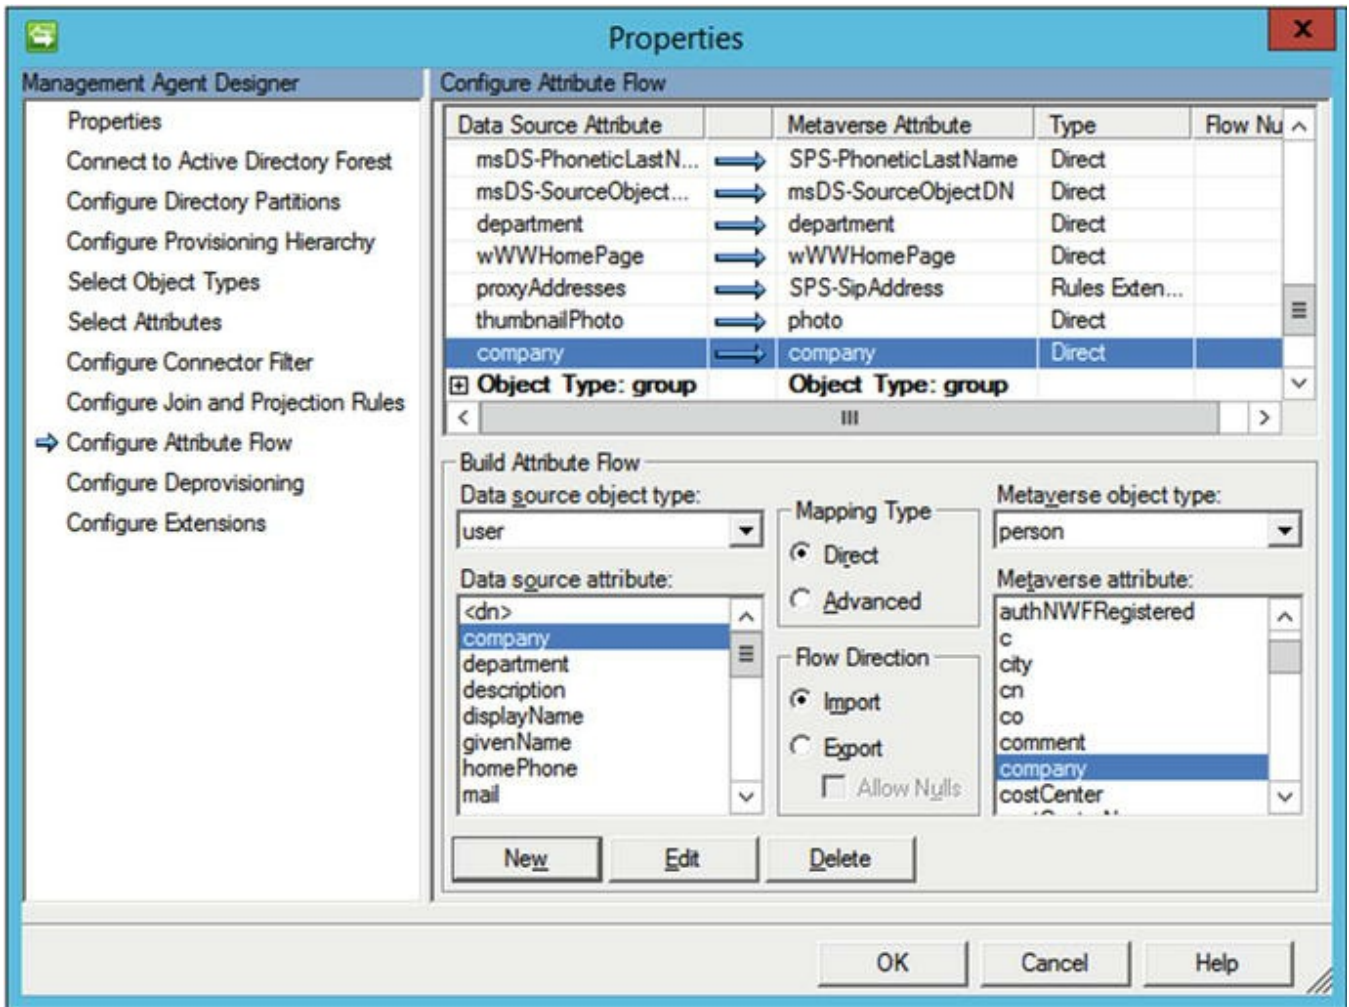 Properties
X
Management Agent Designer
Properties
Connect to Active Directory Forest
Configure Directory Partitions
Configure Provisioning Hierarchy
Select Object Types
Select Attributes
Configure Connector Filter
Configure Join and Projection Rules
Configure Attribute Flow
Configure Deprovisioning
Configure Extensions
Configure Attribute Flow
Data Source Attribute Metaverse Attribute Type Flow Nu
msDS-PhoneticLastN... SPS-PhoneticLastName Direct
msDS-SourceObject... msDS-SourceObjectDN Direct
department department Direct
wWWHomePage wWWHomePage Direct
proxyAddresses SPS-SipAddress Rules Exten...
thumbnailPhoto photo Direct
company company Direct
Object Type: group Object Type: group
Build Attribute Flow
Data source object type:
user
Data source attribute:
<dn>
company
department
description
displayName
givenName
homePhone
mail
Mapping Type
Direct
Advanced
Flow Direction
Import
Export
Allow Nulls
Metaverse object type:
person
Metaverse attribute:
authNWFRegistered
c
city
cn
co
comment
company
costCenter
New Edit Delete
OK Cancel Help